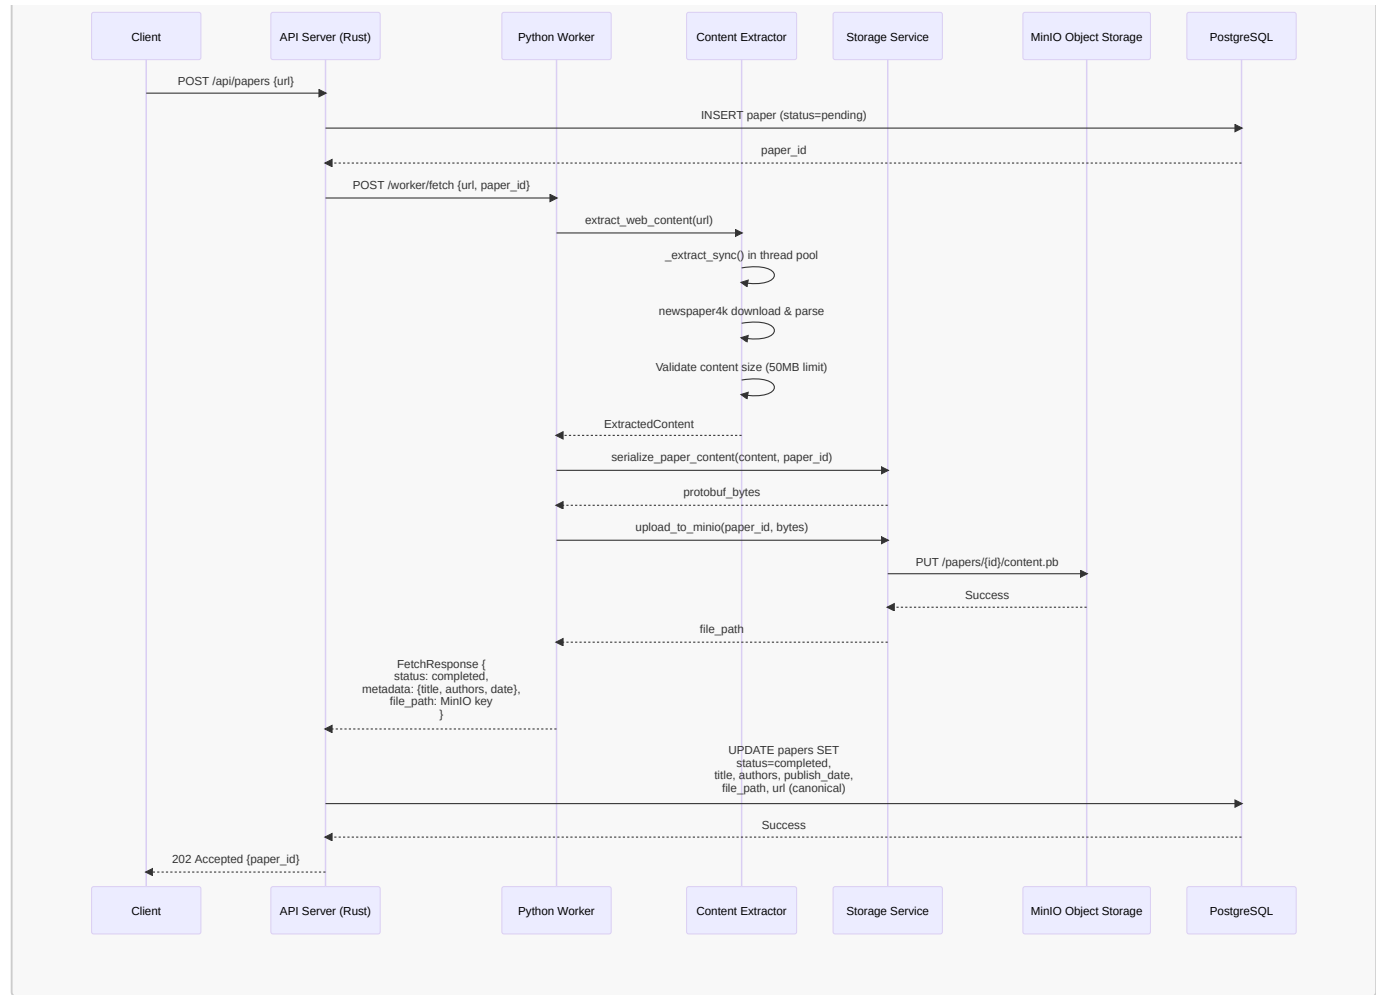 Client
API Server (Rust)
Python Worker
Content Extractor
Storage Service
MinIO Object Storage
PostgreSQL
POST /api/papers {url}
INSERT paper (status=pending)
paper_id
POST /worker/fetch {url, paper_id}
extract_web_content(url)
_extract_sync() in thread pool
newspaper4k download & parse
Validate content size (50MB limit)
ExtractedContent
serialize_paper_content(content, paper_id)
protobuf_bytes
upload_to_minio(paper_id, bytes)
PUT /papers/{id}/content.pb
Success
file_path
FetchResponse {
status: completed,
metadata: {title, authors, date},
file_path: MinIO key
}
UPDATE papers SET
status=completed,
title, authors, publish_date,
file_path, url (canonical)
Success
202 Accepted {paper_id}
Client
API Server (Rust)
Python Worker
Content Extractor
Storage Service
MinIO Object Storage
PostgreSQL